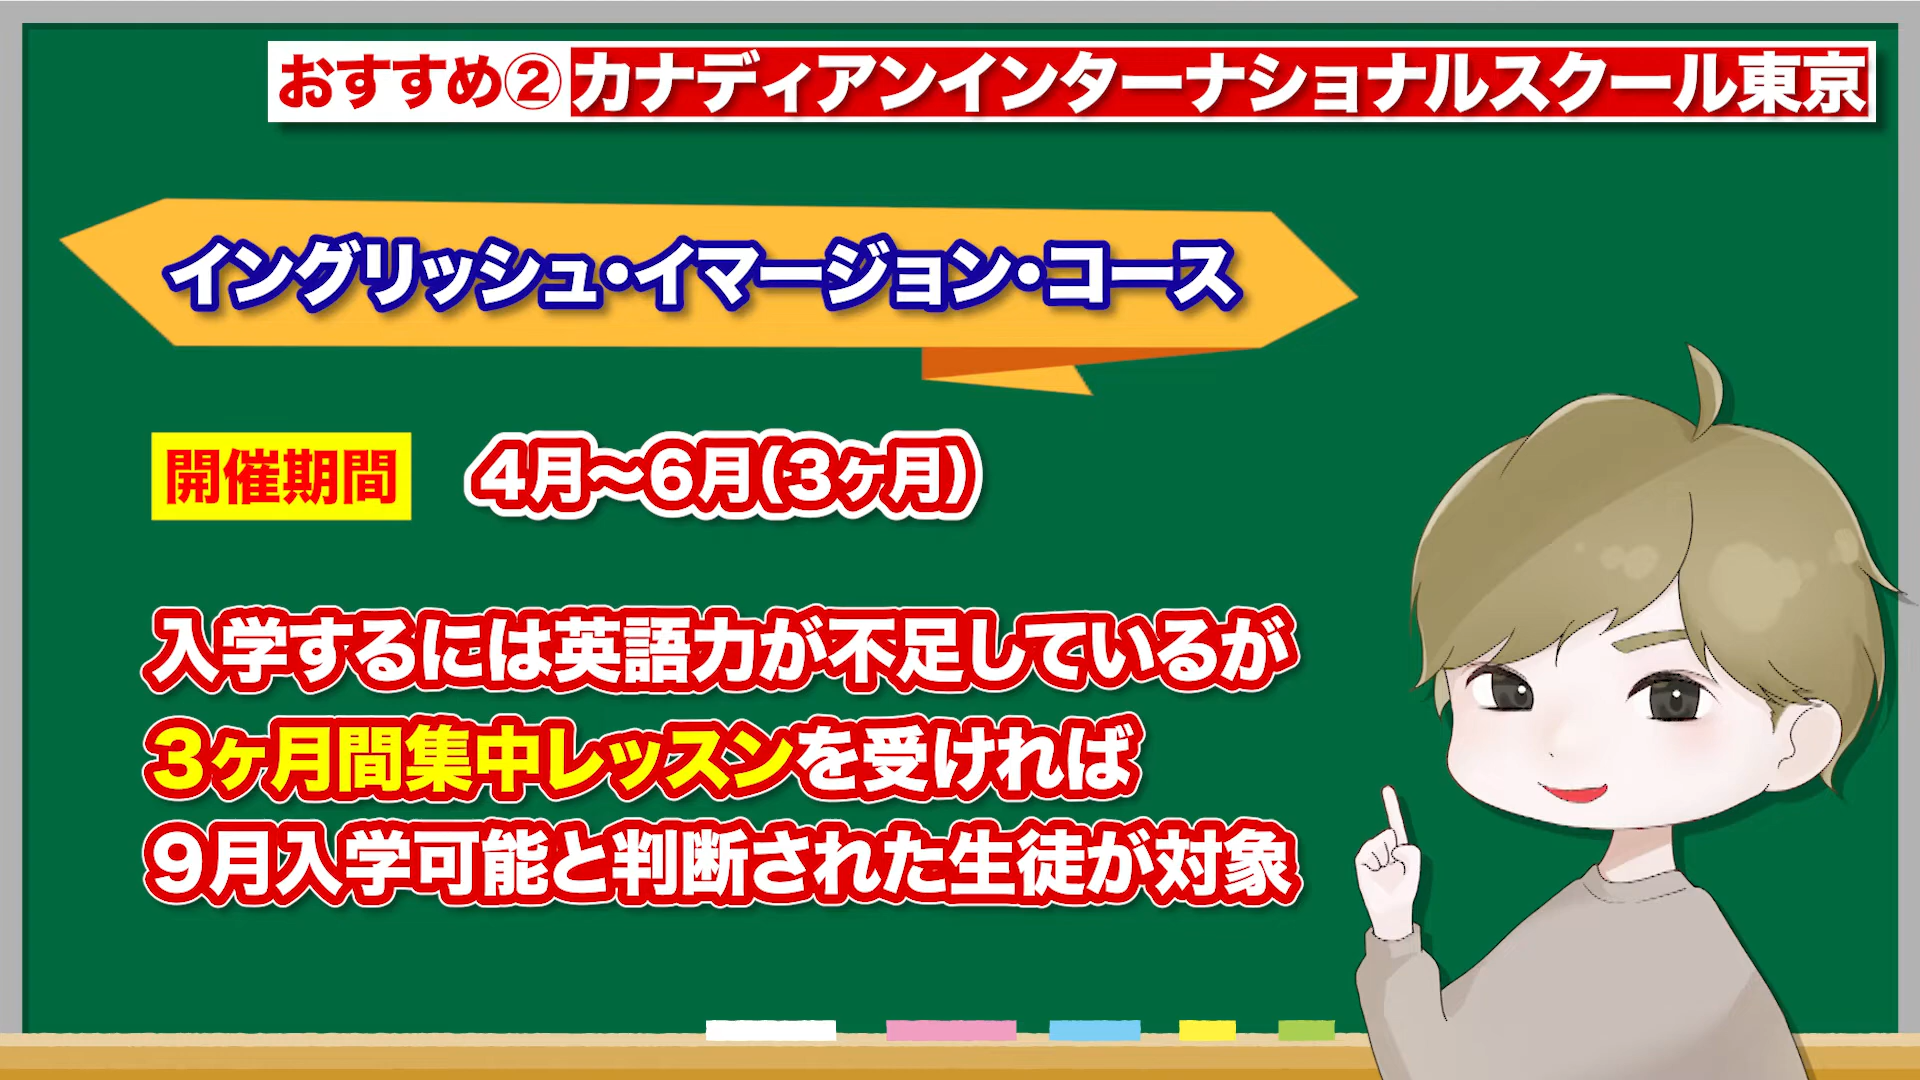 おすすめ②カナディアンインターナショナルスクール東京
イングリッシュ・イマージョン・コース
開催期間 4月〜6月(3ヶ月)
入学するには英語力が不足しているが
3ヶ月間集中レッスンを受ければ
9月入学可能と判断された生徒が対象